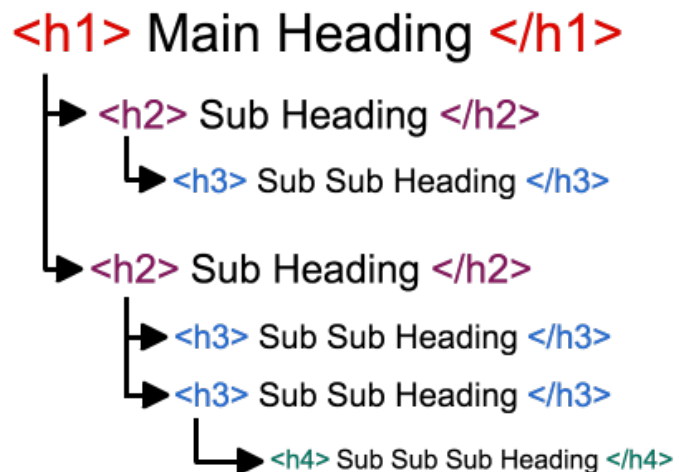 <h1> Main Heading </h1>
<h2> Sub Heading </h2>
<h3> Sub Sub Heading </h3>
<h2> Sub Heading </h2>
<h3> Sub Sub Heading </h3>
<h3> Sub Sub Heading </h3>
<h4> Sub Sub Sub Heading </h4>